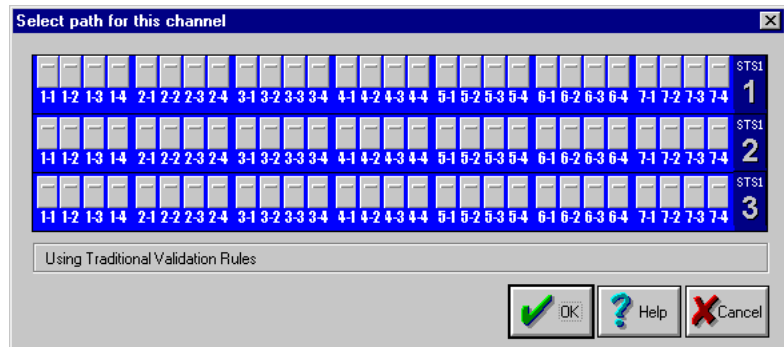 Select path for this channel
1-1 1-2 1-3 1-4 2-1 2-2 2-3 2-4 3-1 3-2 3-3 3-4 4-1 4-2 4-3 4-4 5-1 5-2 5-3 5-4 6-1 6-2 6-3 6-4 7-1 7-2 7-3 7-4 STS1 1
1-1 1-2 1-3 1-4 2-1 2-2 2-3 2-4 3-1 3-2 3-3 3-4 4-1 4-2 4-3 4-4 5-1 5-2 5-3 5-4 6-1 6-2 6-3 6-4 7-1 7-2 7-3 7-4 STS1 2
1-1 1-2 1-3 1-4 2-1 2-2 2-3 2-4 3-1 3-2 3-3 3-4 4-1 4-2 4-3 4-4 5-1 5-2 5-3 5-4 6-1 6-2 6-3 6-4 7-1 7-2 7-3 7-4 STS1 3
Using Traditional Validation Rules
OK Help Cancel